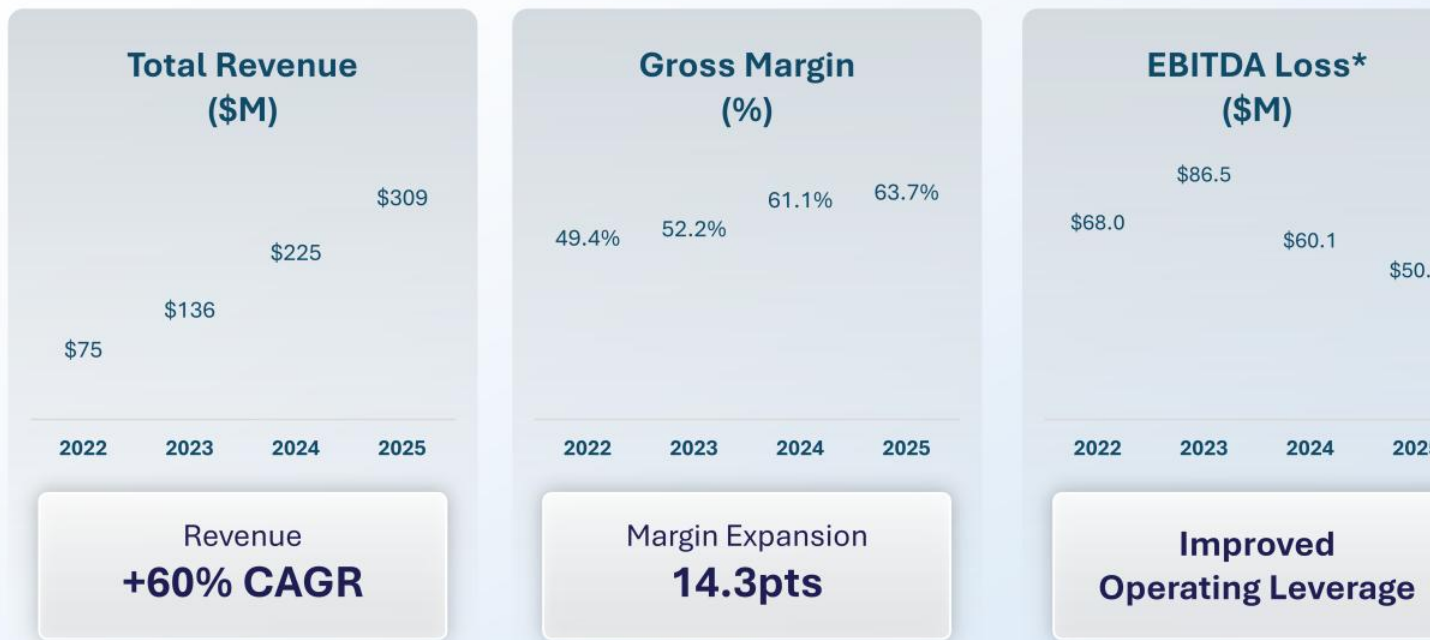 Total Revenue
($M)
$75
$136
$225
$309
2022 2023 2024 2025
Revenue
+60% CAGR
Gross Margin
(%)
49.4%
52.2%
61.1%
63.7%
2022 2023 2024 2025
Margin Expansion
14.3pts
EBITDA Loss*
($M)
$68.0
$86.5
$60.1
$50.
2022 2023 2024
Improved
Operating Leverage